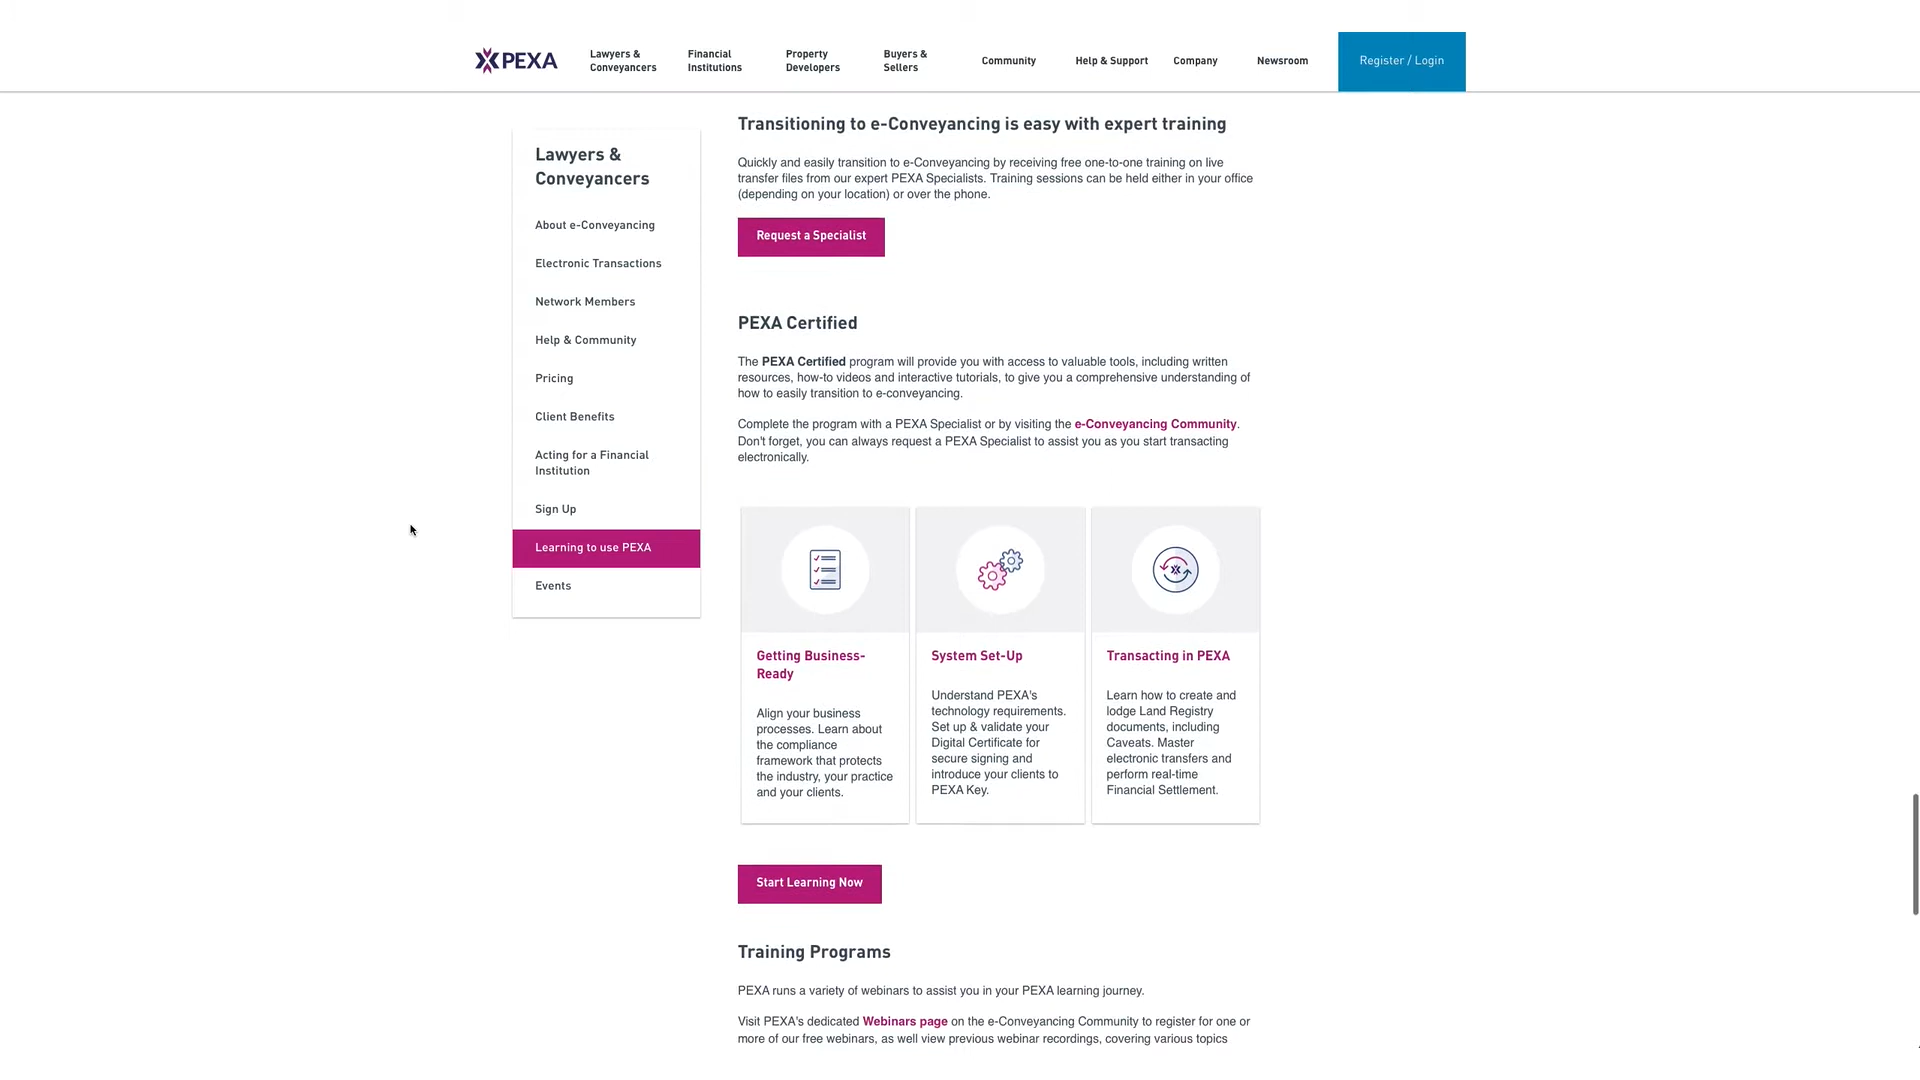 PEXA
Lawyers &
Conveyancers
Financial
Institutions
Property
Developers
Buyers &
Sellers
Community
Help & Support
Company
Newsroom
Register / Login
Lawyers &
Conveyancers
About e-Conveyancing
Electronic Transactions
Network Members
Help & Community
Pricing
Client Benefits
Acting for a Financial
Institution
Sign Up
Learning to use PEXA
Events
Transitioning to e-Conveyancing is easy with expert training
Quickly and easily transition to e-Conveyancing by receiving free one-to-one training on live
transfer files from our expert PEXA Specialists. Training sessions can be held either in your office
(depending on your location) or over the phone.
Request a Specialist
PEXA Certified
The PEXA Certified program will provide you with access to valuable tools, including written
resources, how-to videos and interactive tutorials, to give you a comprehensive understanding of
how to easily transition to e-conveyancing.
Complete the program with a PEXA Specialist or by visiting the e-Conveyancing Community.
Don't forget, you can always request a PEXA Specialist to assist you as you start transacting
electronically.
Getting Business-
Ready
Align your business
processes. Learn about
the compliance
framework that protects
the industry, your practice
and your clients.
System Set-Up
Understand PEXA's
technology requirements.
Set up & validate your
Digital Certificate for
secure signing and
introduce your clients to
PEXA Key.
Transacting in PEXA
Learn how to create and
lodge Land Registry
documents, including
Caveats. Master
electronic transfers and
perform real-time
Financial Settlement.
Start Learning Now
Training Programs
PEXA runs a variety of webinars to assist you in your PEXA learning journey.
Visit PEXA's dedicated Webinars page on the e-Conveyancing Community to register for one or
more of our free webinars, as well view previous webinar recordings, covering various topics